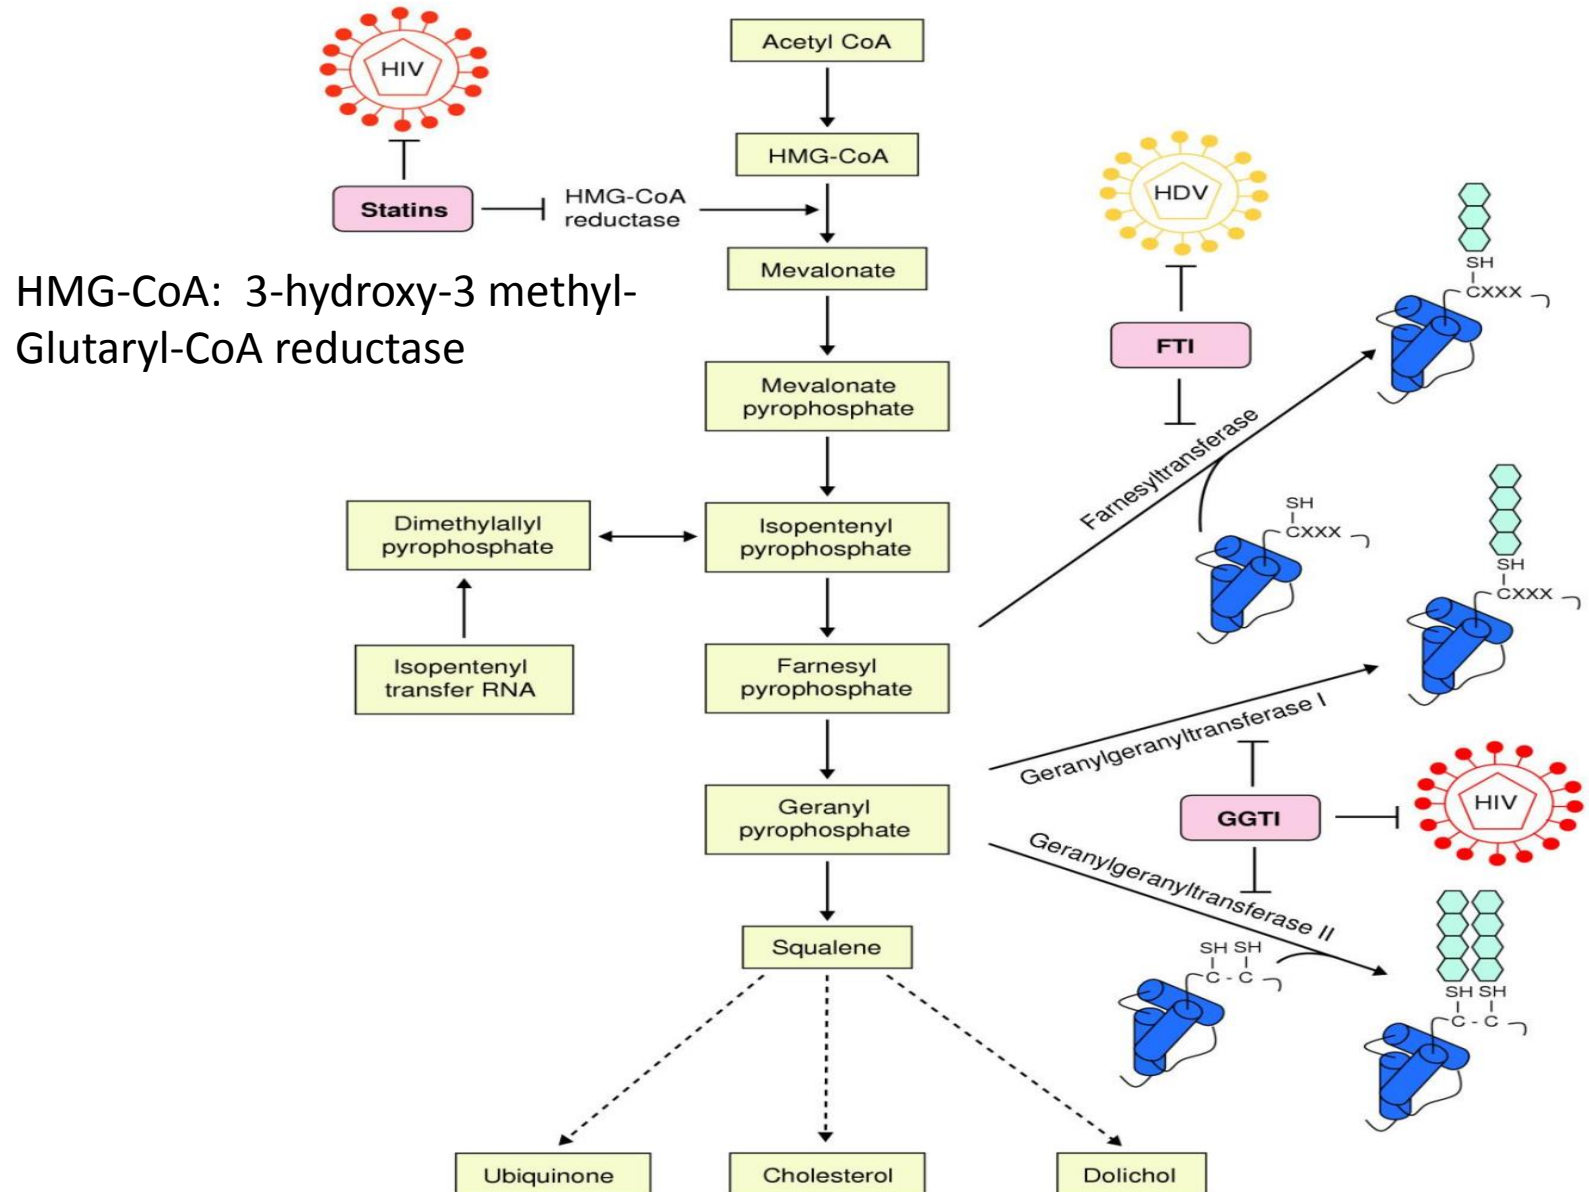 HIV
Acetyl CoA
HMG-CoA
Statins
HMG-CoA
reductase
Mevalonate
HMG-CoA:  3-hydroxy-3 methyl-
Glutaryl-CoA reductase
Mevalonate
pyrophosphate
Dimethylallyl
pyrophosphate
Isopentenyl
pyrophosphate
Isopentenyl
transfer RNA
Farnesyl
pyrophosphate
Geranyl
pyrophosphate
Squalene
Ubiquinone
Cholesterol
Dolichol
HDV
FTI
Farnesyltransferase
SH
CXXX
SH
CXXX
SH
CXXX
Geranylgeranyltransferase I
GGTI
HIV
Geranylgeranyltransferase II
SH SH
C - C
SH SH
C - C